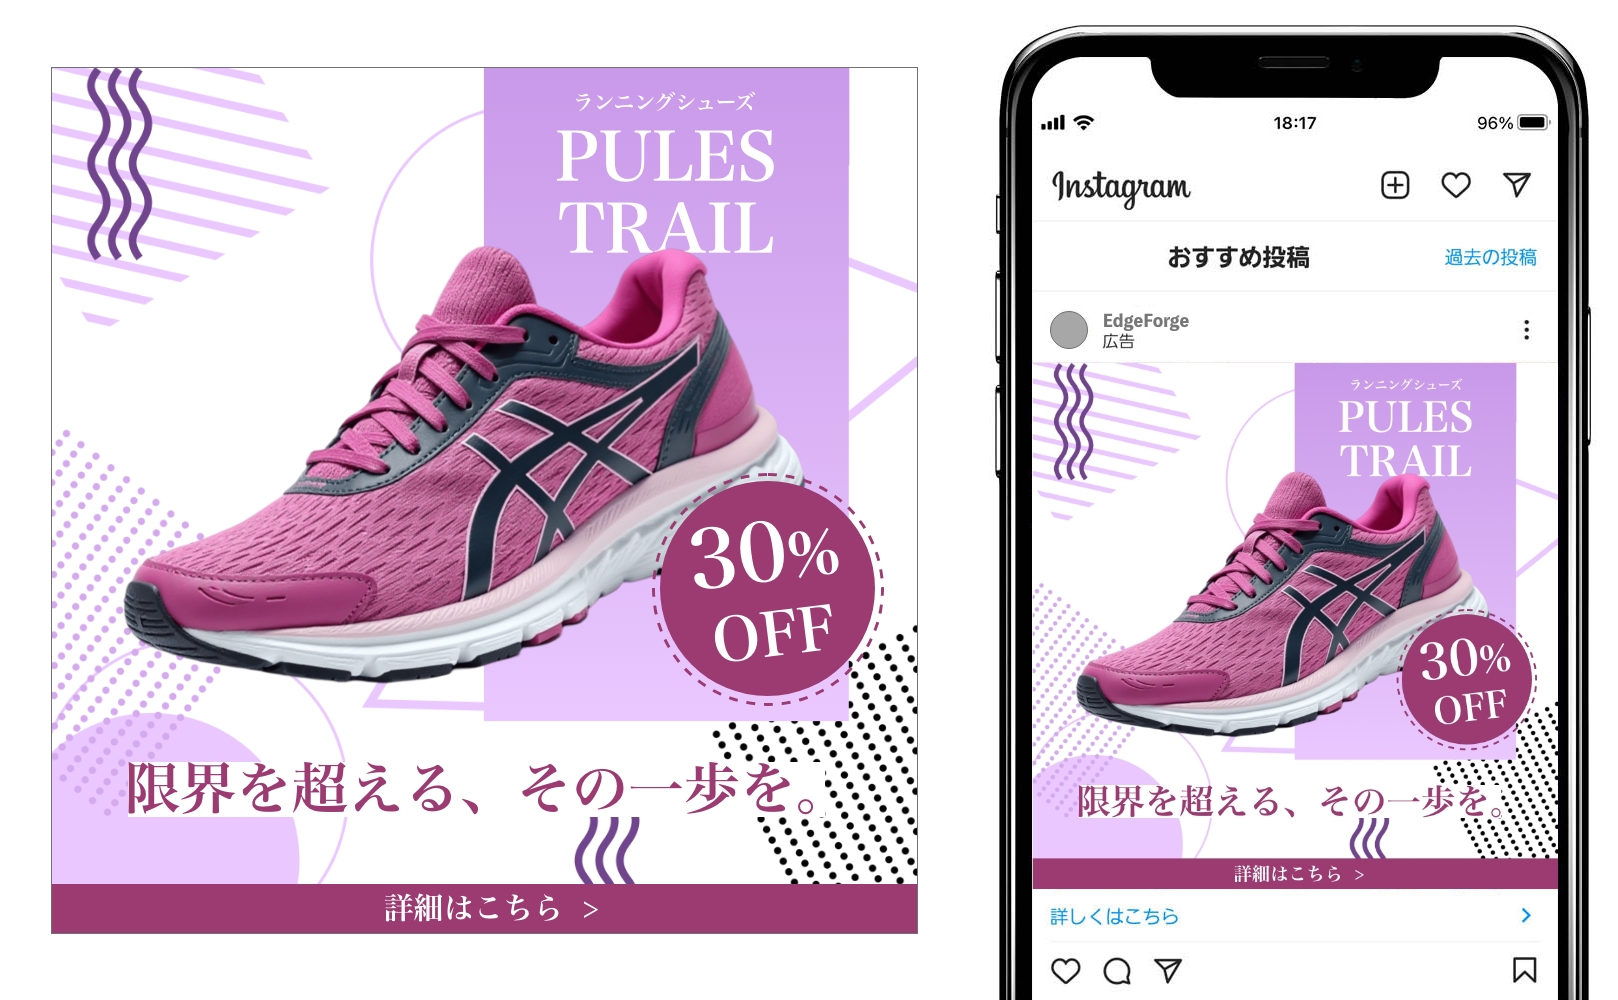 ランニングシューズ
PULES
TRAIL
30%
OFF
限界を超える、その一歩を。
詳細はこちら >
18:17
96%
Instagram
おすすめ投稿
過去の投稿
EdgeForge
広告
ランニングシューズ
PULES
TRAIL
30%
OFF
限界を超える、その一歩を。
詳細はこちら >
詳しくはこちら